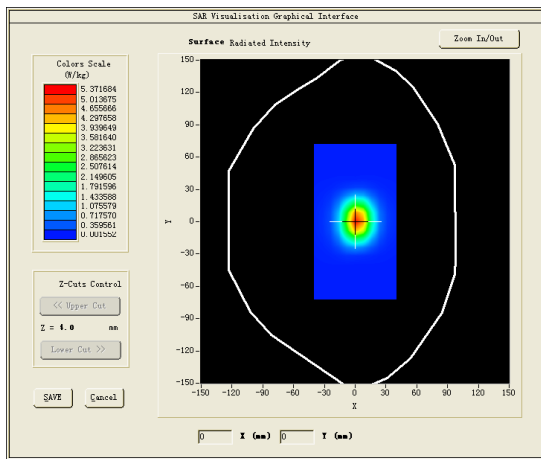 SAR Visualisation Graphical Interface
Surface Radiated Intensity
Zoom In/Out
Colors Scale
(W/kg)
5.371684
5.013675
4.655666
4.297658
3.939649
3.581640
3.223631
2.865623
2.507614
2.149605
1.791596
1.433588
1.075579
0.717570
0.359561
0.001552
Z-Cuts Control
<< Upper Cut
Z = 4.0 mm
Lower Cut >>
SAVE
Cancel
Y
150
120
90
60
30
0
-30
-60
-90
-120
-150
-150 -120 -90 -60 -30 0 30 60 90 120 150
X
0 X (mm) 0 Y (mm)